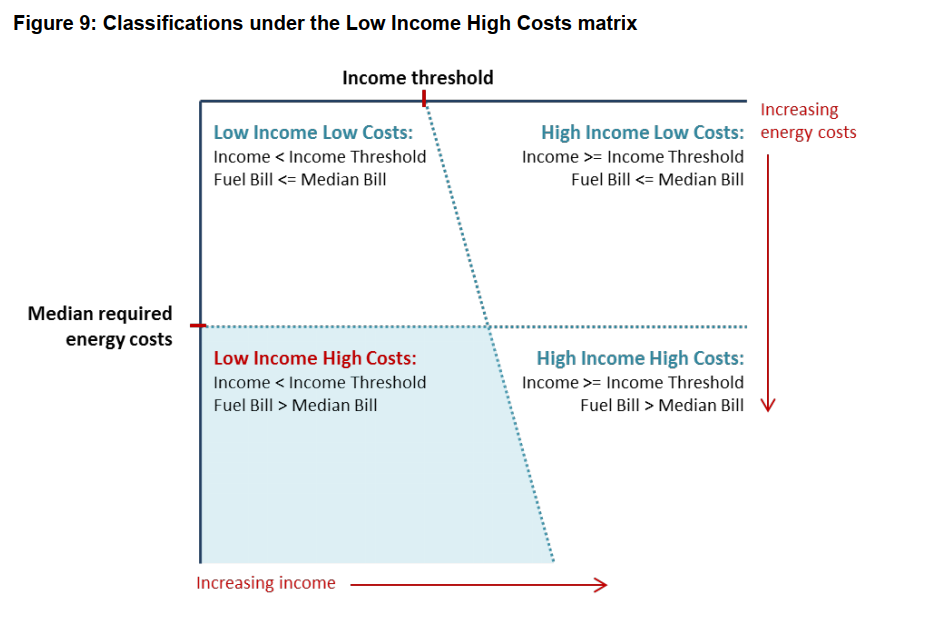 Figure 9: Classifications under the Low Income High Costs matrix
Income threshold
Increasing
energy costs
Low Income Low Costs:
Income < Income Threshold
Fuel Bill <= Median Bill
High Income Low Costs:
Income >= Income Threshold
Fuel Bill <= Median Bill
Median required
energy costs
Low Income High Costs:
Income < Income Threshold
Fuel Bill > Median Bill
High Income High Costs:
Income >= Income Threshold
Fuel Bill > Median Bill
Increasing income